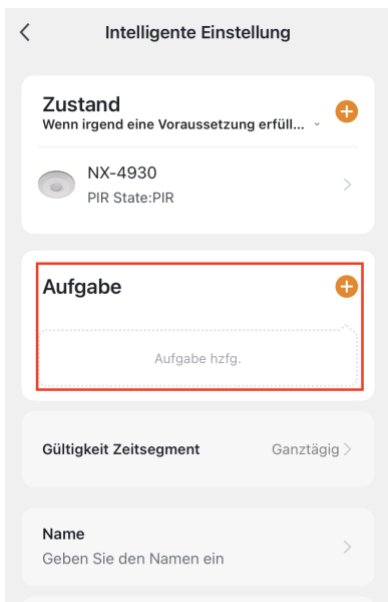 Intelligente Einstellung
Zustand
Wenn irgend eine Voraussetzung erfüll...
NX-4930
PIR State:PIR
Aufgabe
Aufgabe hzfg.
Gültigkeit Zeitsegment Ganztägig
Name
Geben Sie den Namen ein